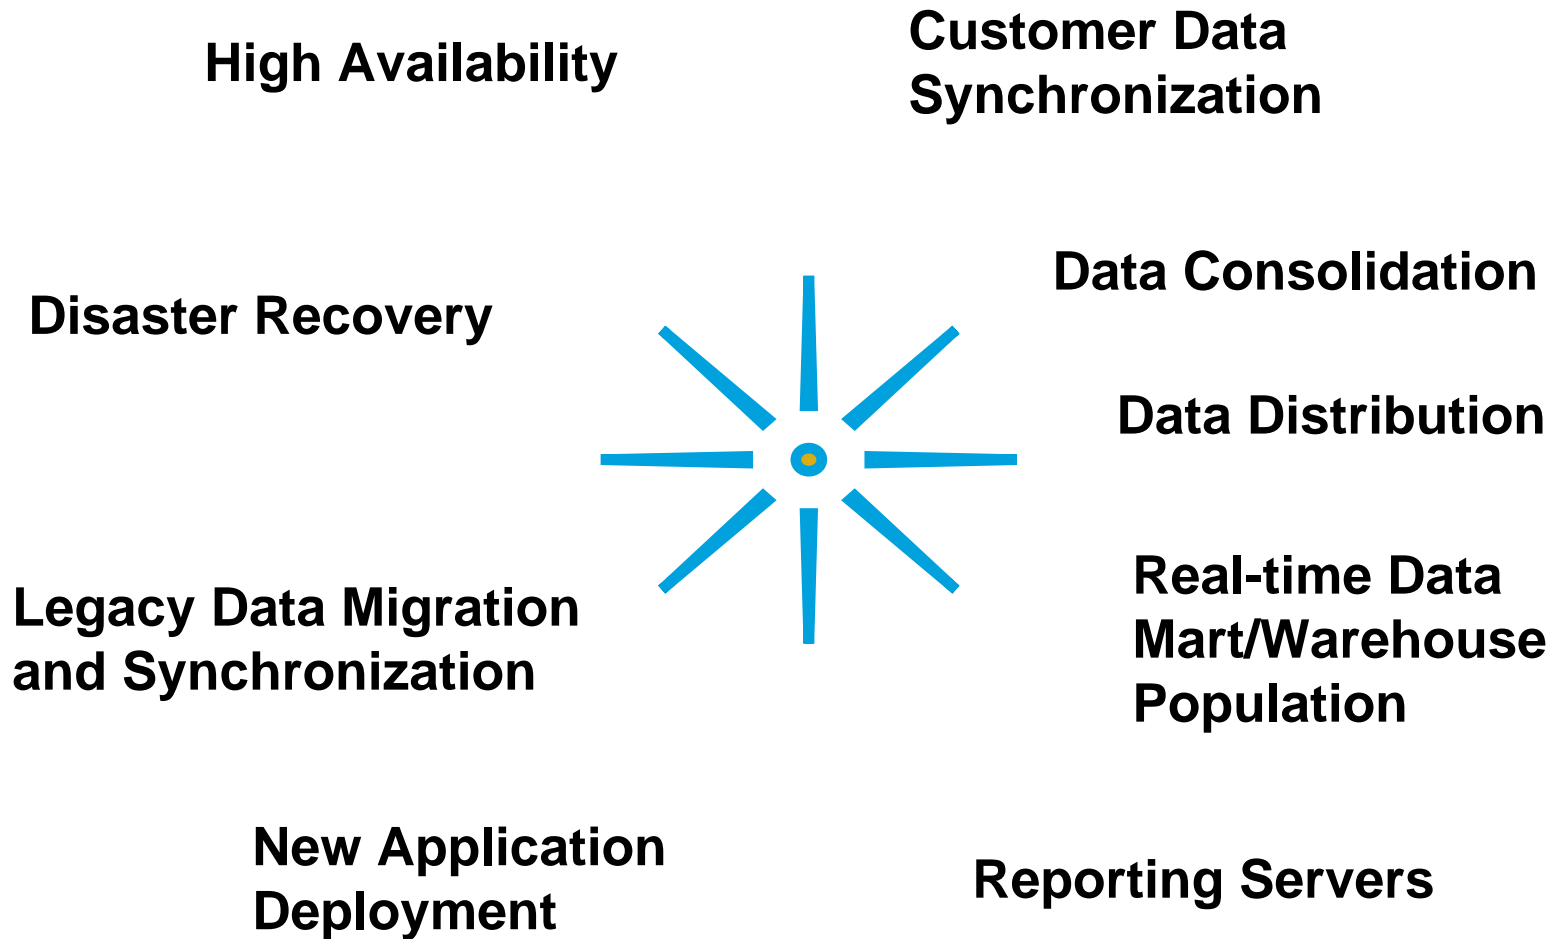 High Availability
Customer Data
Synchronization
Data Consolidation
Disaster Recovery
Data Distribution
Real-time Data
Mart/Warehouse
Population
Legacy Data Migration
and Synchronization
New Application
Deployment
Reporting Servers